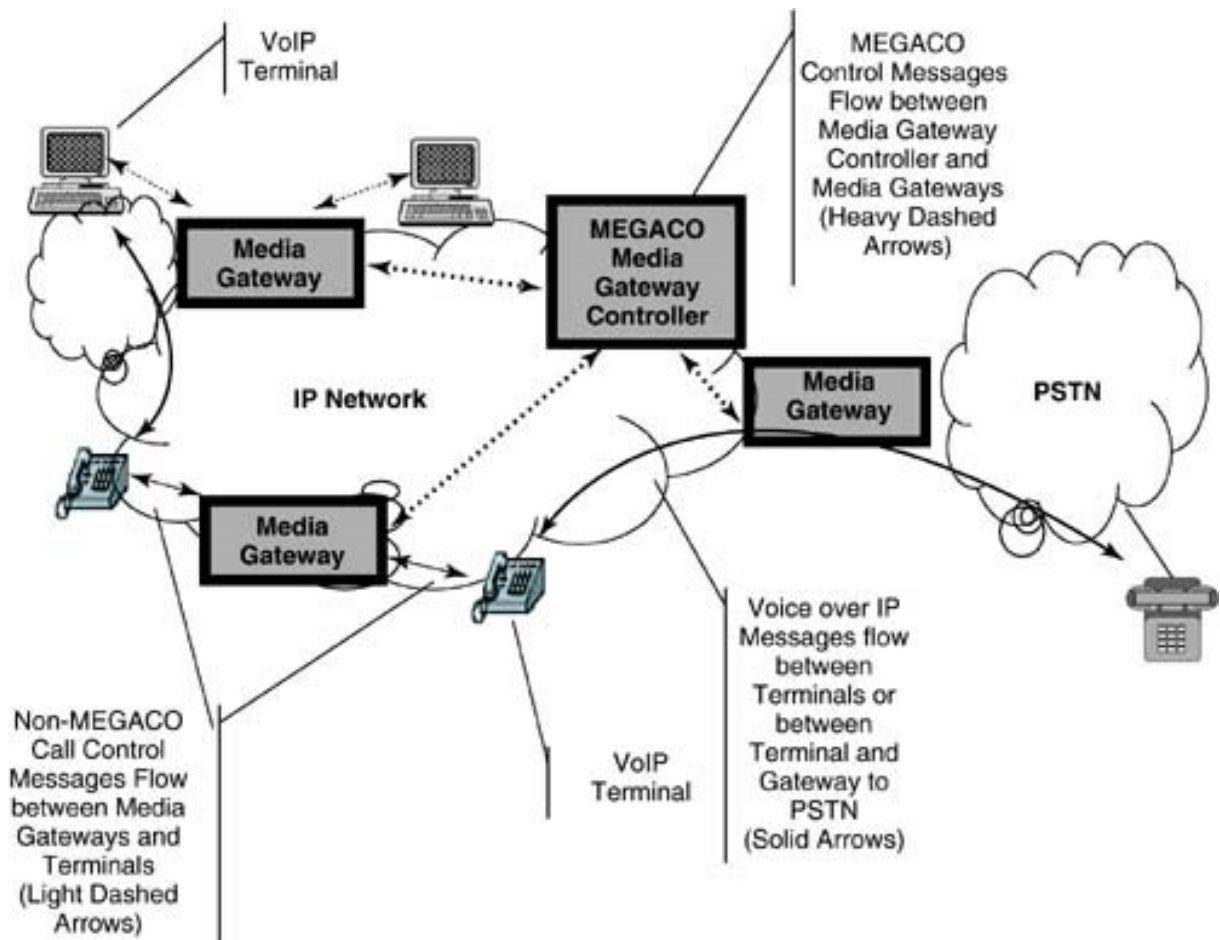 VoIP
Terminal
MEGACO
Control Messages
Flow between
Media Gateway
Controller and
Media Gateways
(Heavy Dashed
Arrows)
Media
Gateway
MEGACO
Media
Gateway
Controller
Media
Gateway
PSTN
IP Network
Media
Gateway
Non-MEGACO
Call Control
Messages Flow
between Media
Gateways and
Terminals
(Light Dashed
Arrows)
VoIP
Terminal
Voice over IP
Messages flow
between
Terminals or
between
Terminal and
Gateway to
PSTN
(Solid Arrows)